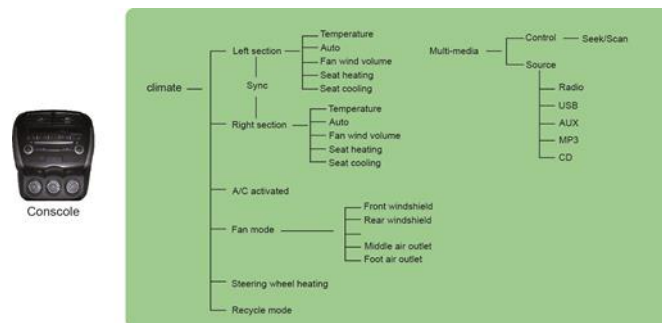 climate
Left section
Temperature
Auto
Fan wind volume
Seat heating
Seat cooling
Sync
Right section
Temperature
Auto
Fan wind volume
Seat heating
Seat cooling
A/C activated
Fan mode
Front windshield
Rear windshield
Middle air outlet
Foot air outlet
Steering wheel heating
Recycle mode
Multi-media
Control
Seek/Scan
Source
Radio
USB
AUX
MP3
CD
Conscole